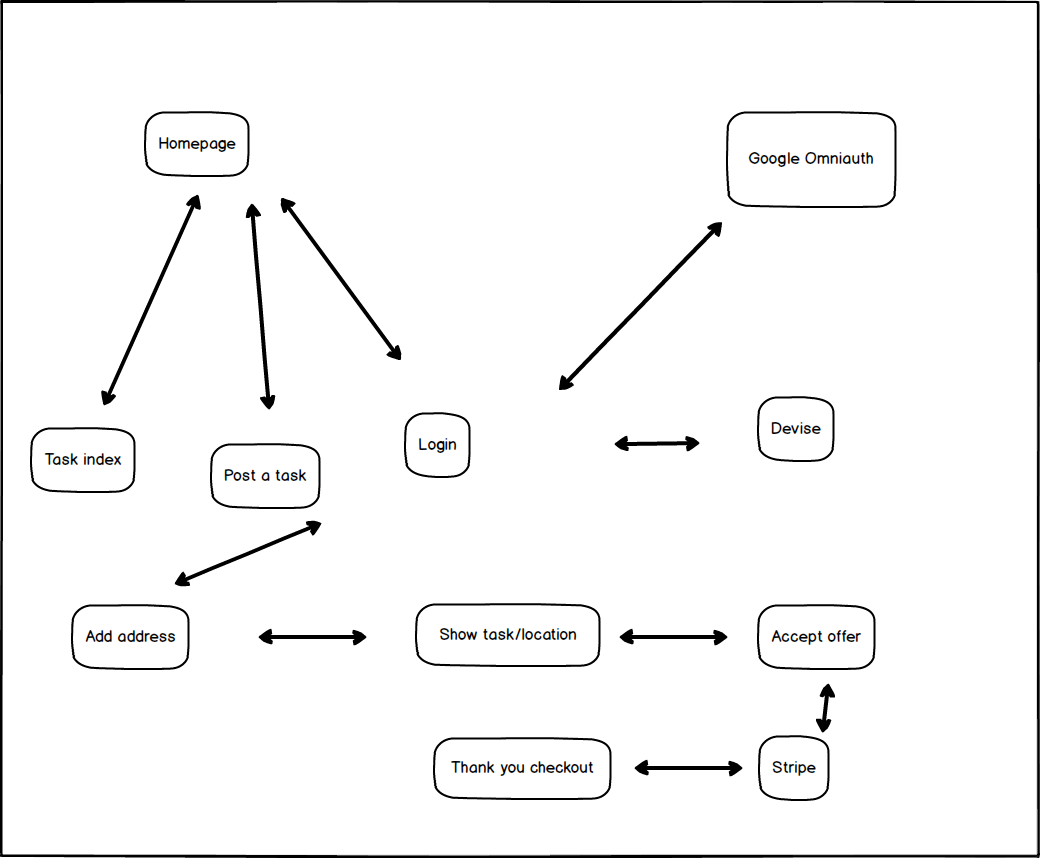 Homepage
Google Omniauth
Task index
Post a task
Login
Devise
Add address
Show task/location
Accept offer
Thank you checkout
Stripe